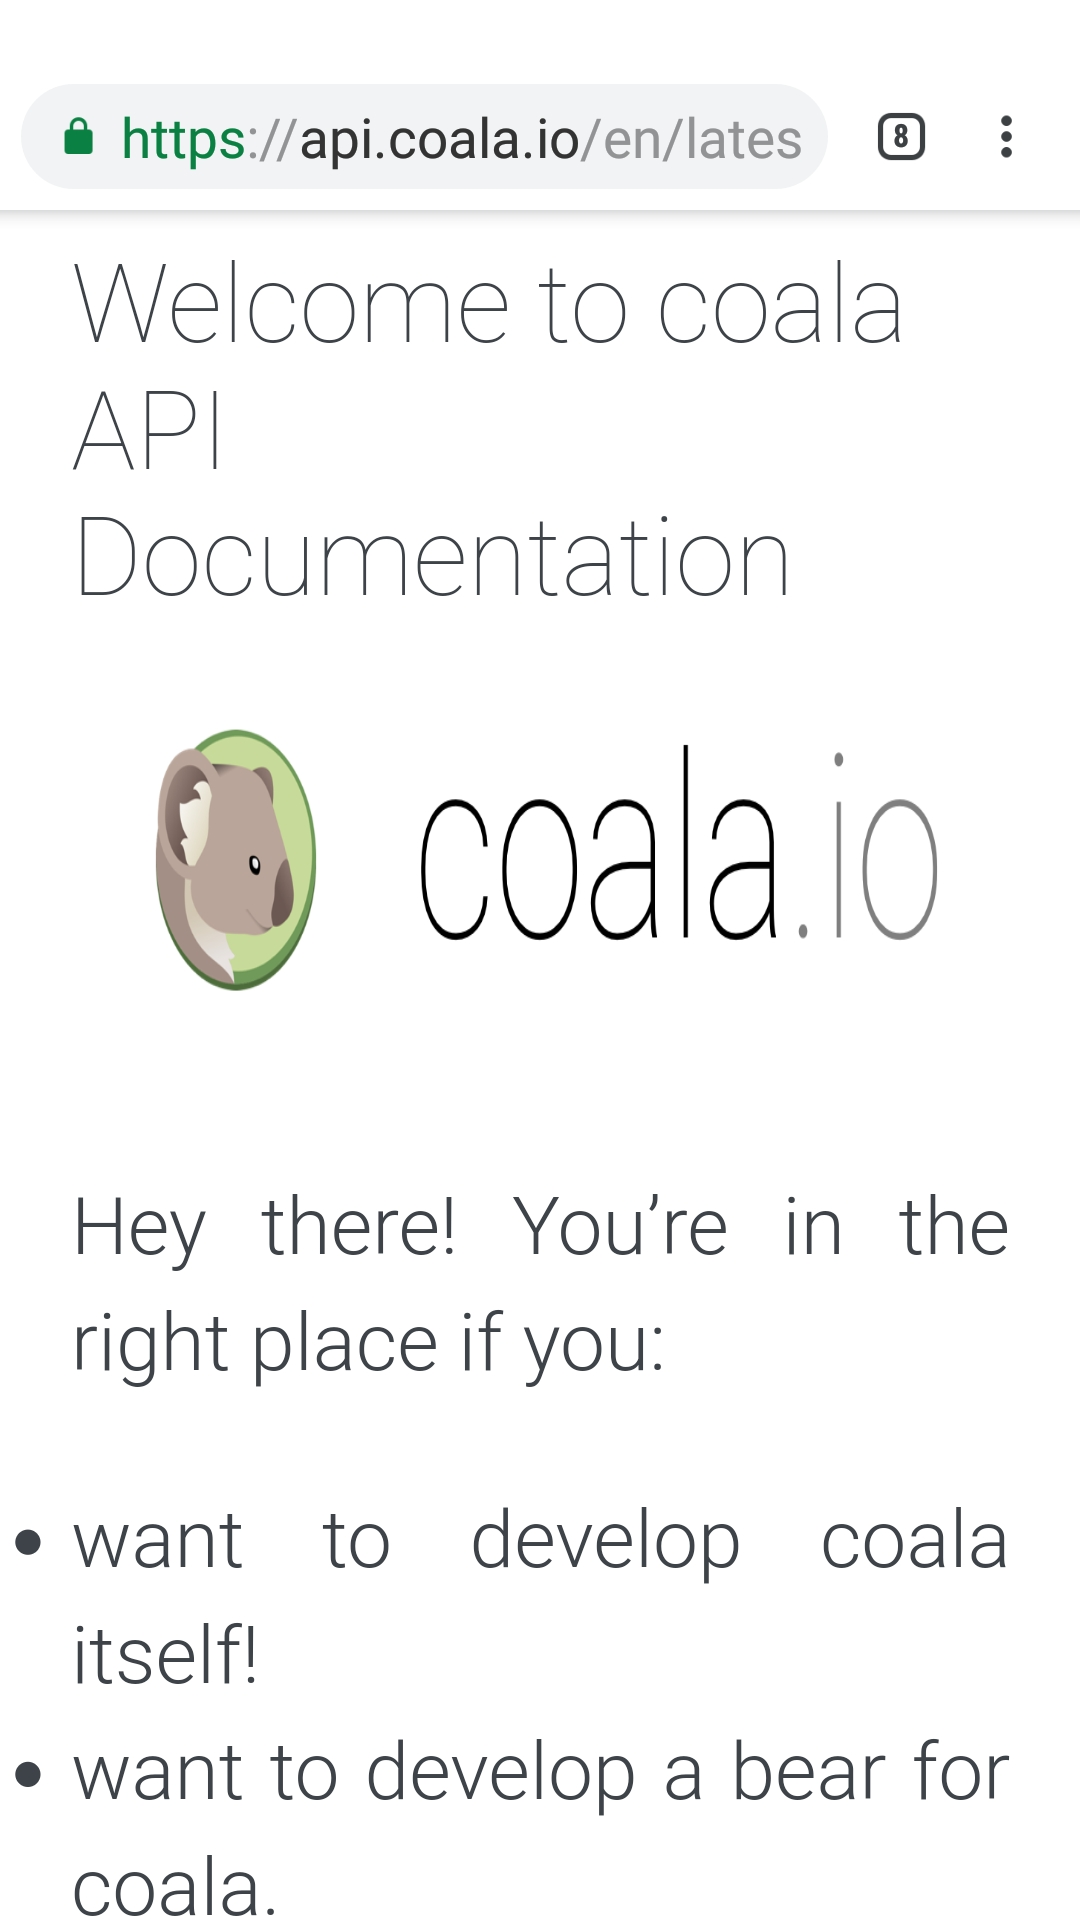 https://api.coala.io/en/lates
8
Welcome to coala
API
Documentation
coala.io
Hey there! You’re in the
right place if you:
• want to develop coala
itself!
• want to develop a bear for
coala.